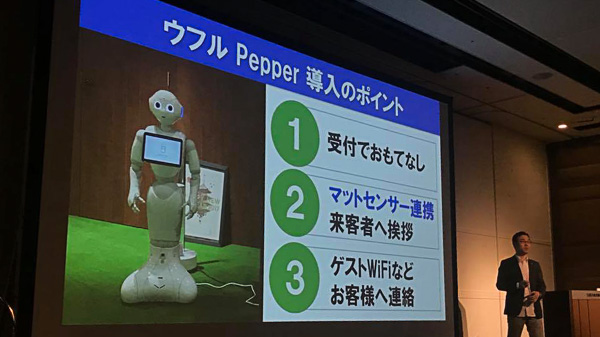 ウフル Pepper 導入のポイント
1 受付でおもてなし
2 マットセンサー連携
来客者へ挨拶
3 ゲストWiFiなど
お客様へ連絡